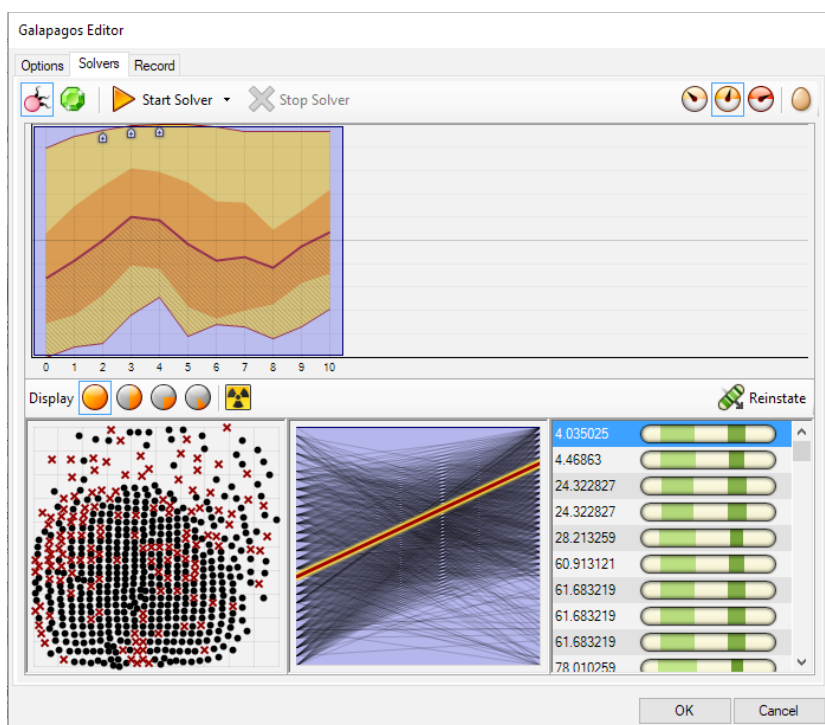 Galapagos Editor
Options Solvers Record
Start Solver Stop Solver
0 1 2 3 4 5 6 7 8 9 10
Display Reinstate
4.035025
4.46863
24.322827
24.322827
28.213259
60.913121
61.683219
61.683219
61.683219
78.010259
OK Cancel